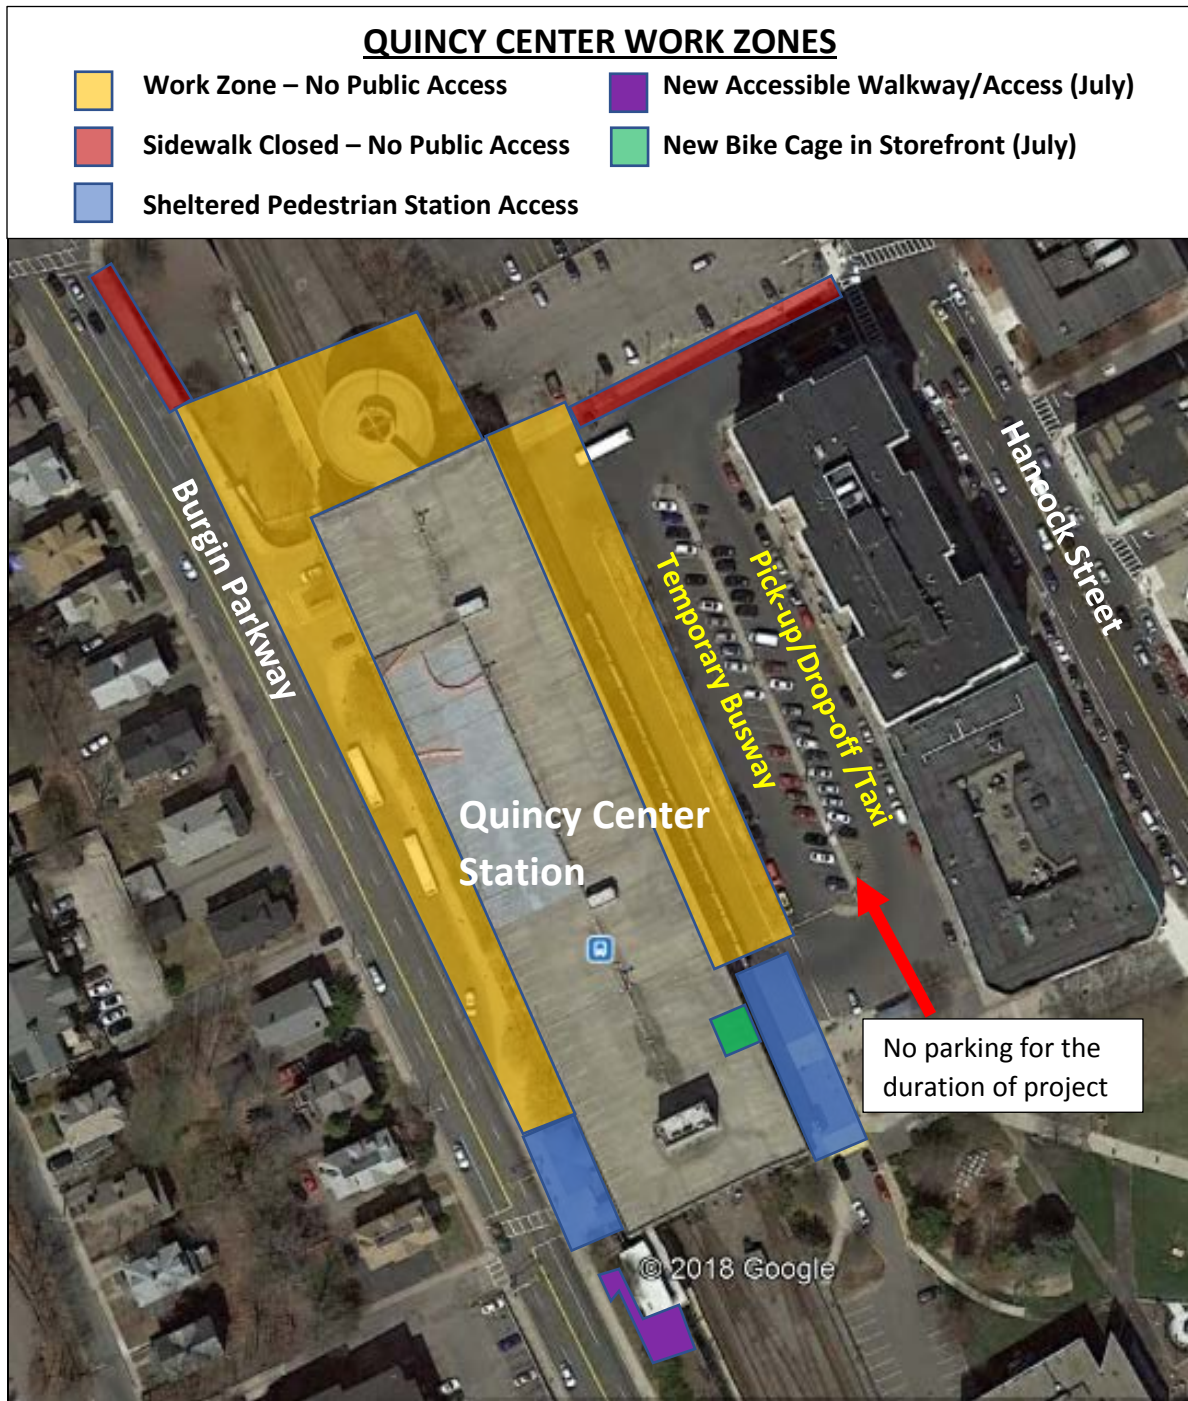 QUINCY CENTER WORK ZONES
Work Zone – No Public Access
New Accessible Walkway/Access (July)
Sidewalk Closed – No Public Access
New Bike Cage in Storefront (July)
Sheltered Pedestrian Station Access
Burgin Parkway
Hancock Street
Temporary Busway
Pick-up/Drop-off /Taxi
Quincy Center
Station
No parking for the
duration of project
© 2018 Google